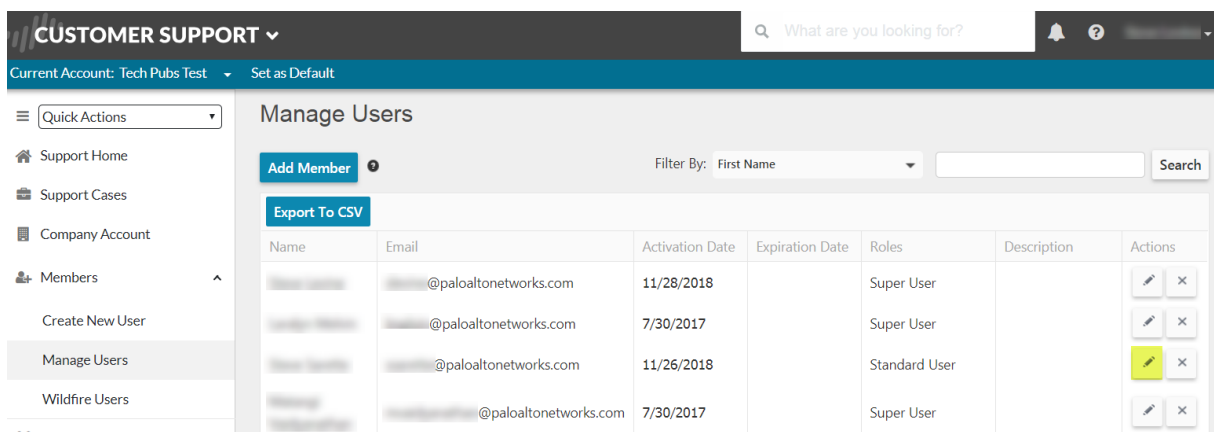 CUSTOMER SUPPORT
What are you looking for?
Current Account: Tech Pubs Test Set as Default
Quick Actions
Support Home
Support Cases
Company Account
Members
Create New User
Manage Users
Wildfire Users
Manage Users
Add Member
Filter By: First Name
Search
Export To CSV
Name Email Activation Date Expiration Date Roles Description Actions
@paloaltonetworks.com 11/28/2018 Super User
@paloaltonetworks.com 7/30/2017 Super User
@paloaltonetworks.com 11/26/2018 Standard User
@paloaltonetworks.com 7/30/2017 Super User